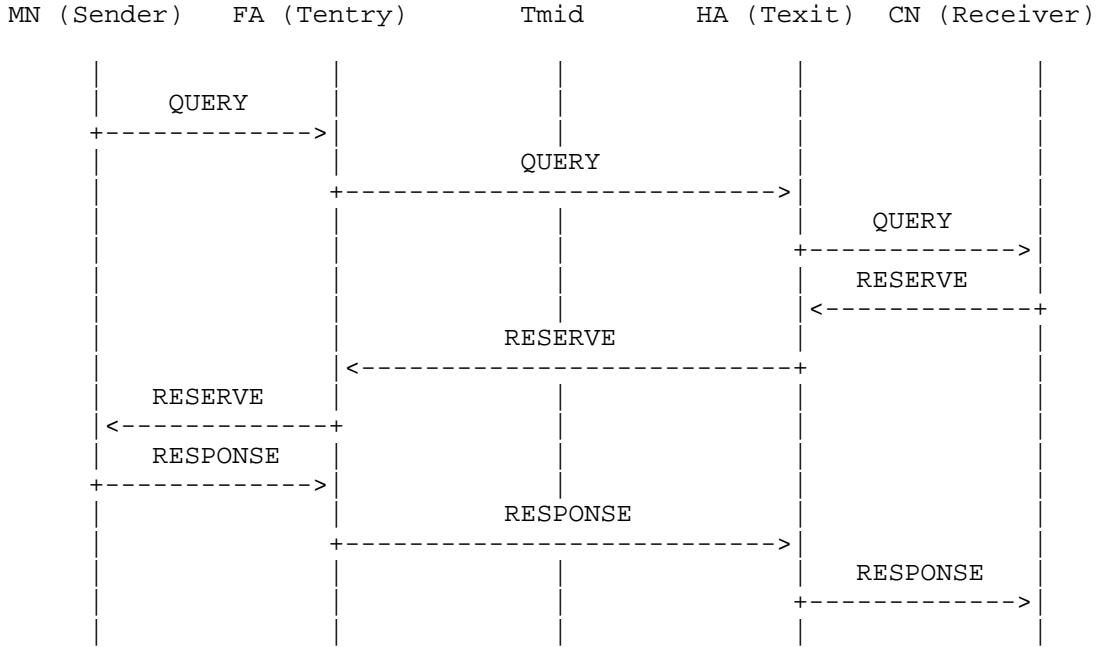 MN (Sender) FA (Tentry) Tmid HA (Texit) CN (Receiver)
QUERY
QUERY
QUERY
RESERVE
RESERVE
RESERVE
RESPONSE
RESPONSE
RESPONSE